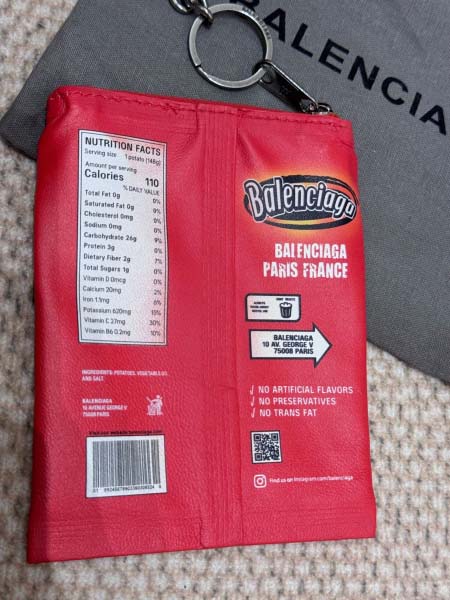 BALENCIA
NUTRITION FACTS
Serving size 1 potato (148g)
Amount per serving
Calories 110
% DAILY VALUE
Total Fat 0g 0%
Saturated Fat 0g 0%
Cholesterol 0mg 0%
Sodium 0mg 0%
Carbohydrate 26g 9%
Protein 3g
Dietary Fiber 2g 7%
Total Sugars 1g
Vitamin D 0mcg 0%
Calcium 20mg 2%
Iron 1.1mg 6%
Potassium 620mg 15%
Vitamin C 27mg 30%
Vitamin B6 0.2mg 10%
INGREDIENTS: POTATOES, VEGETABLE OIL
AND SALT.
BALENCIAGA
10 AVENUE GEORGE V
75008 PARIS
Visit our website balenciaga.com
Balenciaga
BALENCIAGA
PARIS FRANCE
BALENCIAGA
10 AV. GEORGE V
75008 PARIS
√ NO ARTIFICIAL FLAVORS
√ NO PRESERVATIVES
√ NO TRANS FAT
Find us on Instagram.com/balenciaga